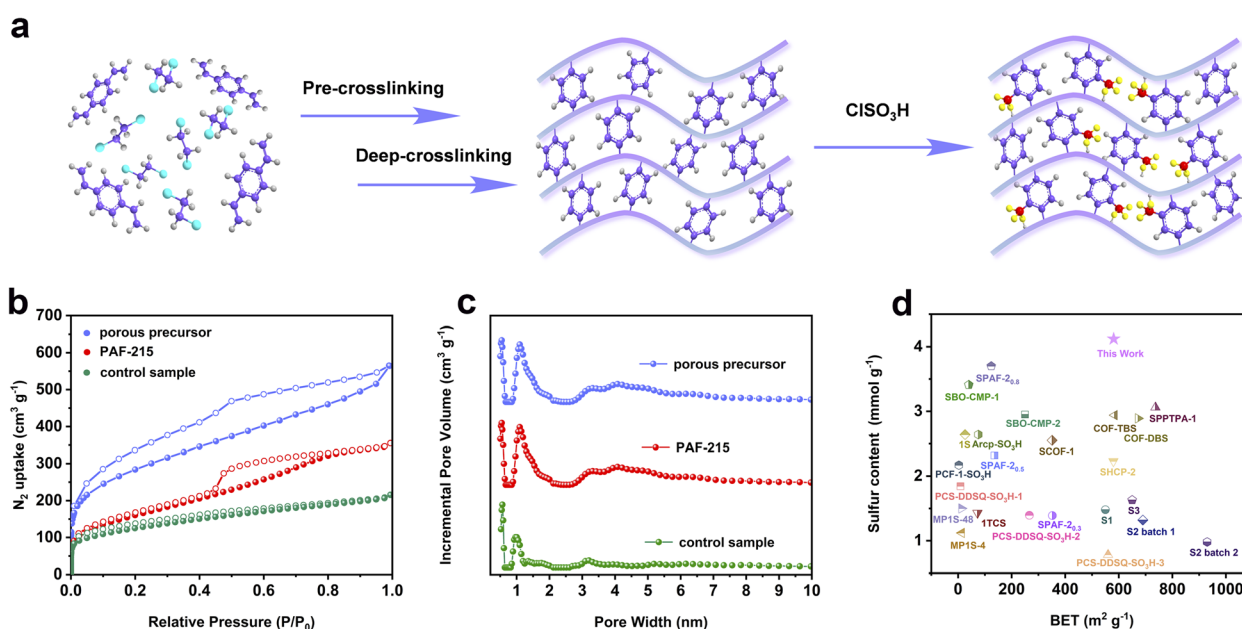 a
Pre-crosslinking
Deep-crosslinking
ClSO₃H
b
N₂ uptake (cm³ g⁻¹)
700
600
500
400
300
200
100
0
porous precursor
PAF-215
control sample
0.0 0.2 0.4 0.6 0.8 1.0
Relative Pressure (P/P₀)
c
Incremental Pore Volume (cm³ g⁻¹)
porous precursor
PAF-215
control sample
1 2 3 4 5 6 7 8 9 10
Pore Width (nm)
d
Sulfur content (mmol g⁻¹)
4
3
2
1
This Work
SPAF-2₀.₈
SBO-CMP-1
SBO-CMP-2
SPPTPA-1
COF-TBS
COF-DBS
1S
Arcp-SO₃H
SCOF-1
SPAF-2₀.₅
SHCP-2
PCF-1-SO₃H
PCS-DDSQ-SO₃H-1
MP1S-48
1TCS
SPAF-2₀.₃
PCS-DDSQ-SO₃H-2
S1
S3
S2 batch 1
MP1S-4
S2 batch 2
PCS-DDSQ-SO₃H-3
0 200 400 600 800 1000
BET (m² g⁻¹)